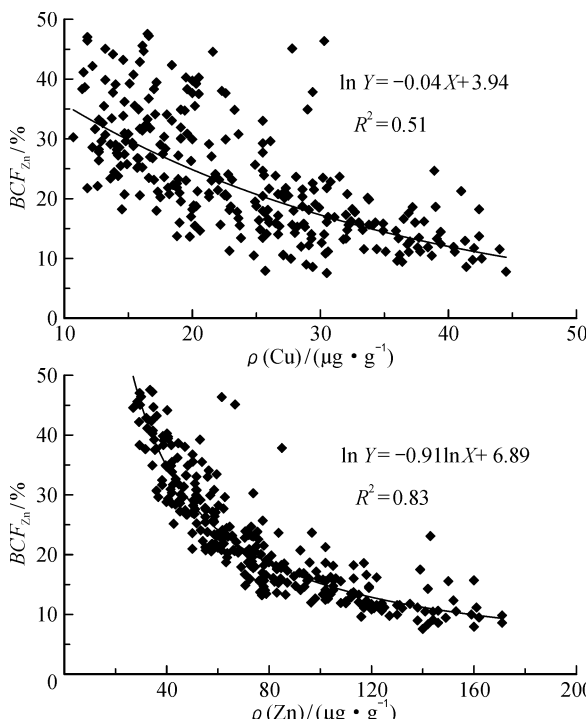 50
ln Y = −0.04X+3.94
R² = 0.51
40
30
BCF_Zn/%
20
10
0
10 20 30 40 50
ρ(Cu)/(μg·g⁻¹)
50
ln Y = −0.91lnX+6.89
R² = 0.83
40
30
BCF_Zn/%
20
10
0
40 80 120 160 200
ρ(Zn)/(μg·g⁻¹)